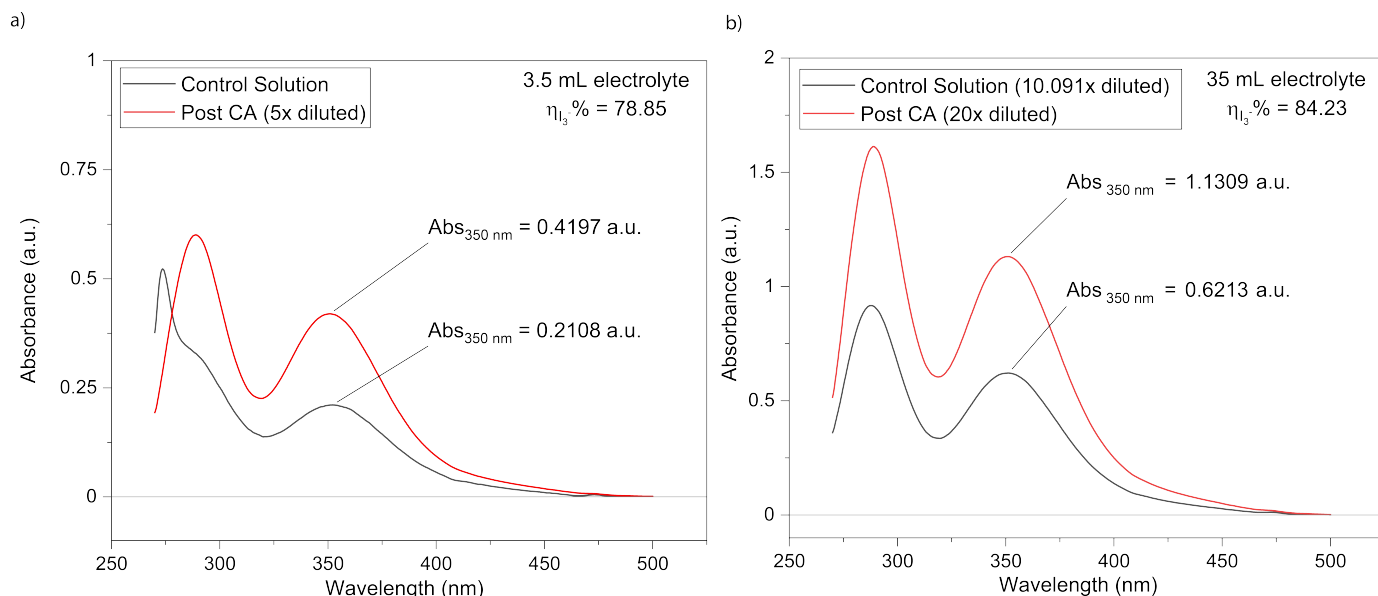 a)
Control Solution
Post CA (5x diluted)
3.5 mL electrolyte
ηI3-% = 78.85
Abs350 nm = 0.4197 a.u.
Abs350 nm = 0.2108 a.u.
1
0.75
0.5
0.25
0
250
300
350
400
450
500
Absorbance (a.u.)
Wavelength (nm)
b)
Control Solution (10.091x diluted)
Post CA (20x diluted)
35 mL electrolyte
ηI3-% = 84.23
Abs 350 nm = 1.1309 a.u.
Abs 350 nm = 0.6213 a.u.
2
1.5
1
0.5
0
250
300
350
400
450
500
Absorbance (a.u.)
Wavelength (nm)